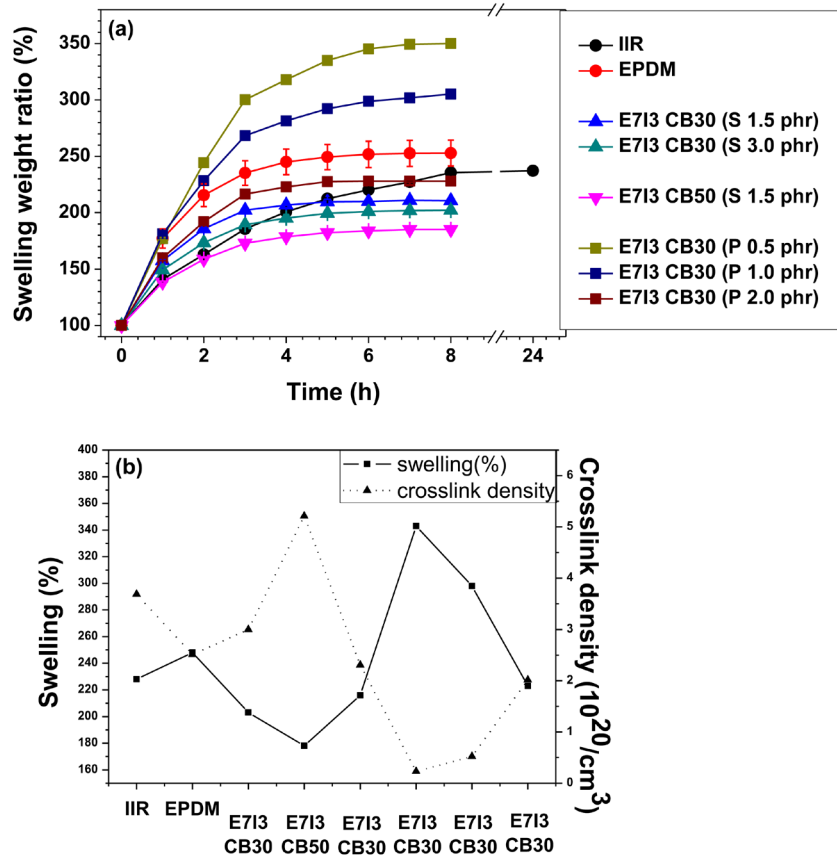 (a)
Swelling weight ratio (%)
350
300
250
200
150
100
0
2
4
6
8
24
Time (h)
IIR
EPDM
E7I3 CB30 (S 1.5 phr)
E7I3 CB30 (S 3.0 phr)
E7I3 CB50 (S 1.5 phr)
E7I3 CB30 (P 0.5 phr)
E7I3 CB30 (P 1.0 phr)
E7I3 CB30 (P 2.0 phr)
(b)
swelling(%)
crosslink density
Swelling (%)
400
380
360
340
320
300
280
260
240
220
200
180
160
6
5
4
3
2
1
0
Crosslink density (10^20/cm^3)
IIR
EPDM
E7I3
CB30
E7I3
CB50
E7I3
CB30
E7I3
CB30
E7I3
CB30
E7I3
CB30